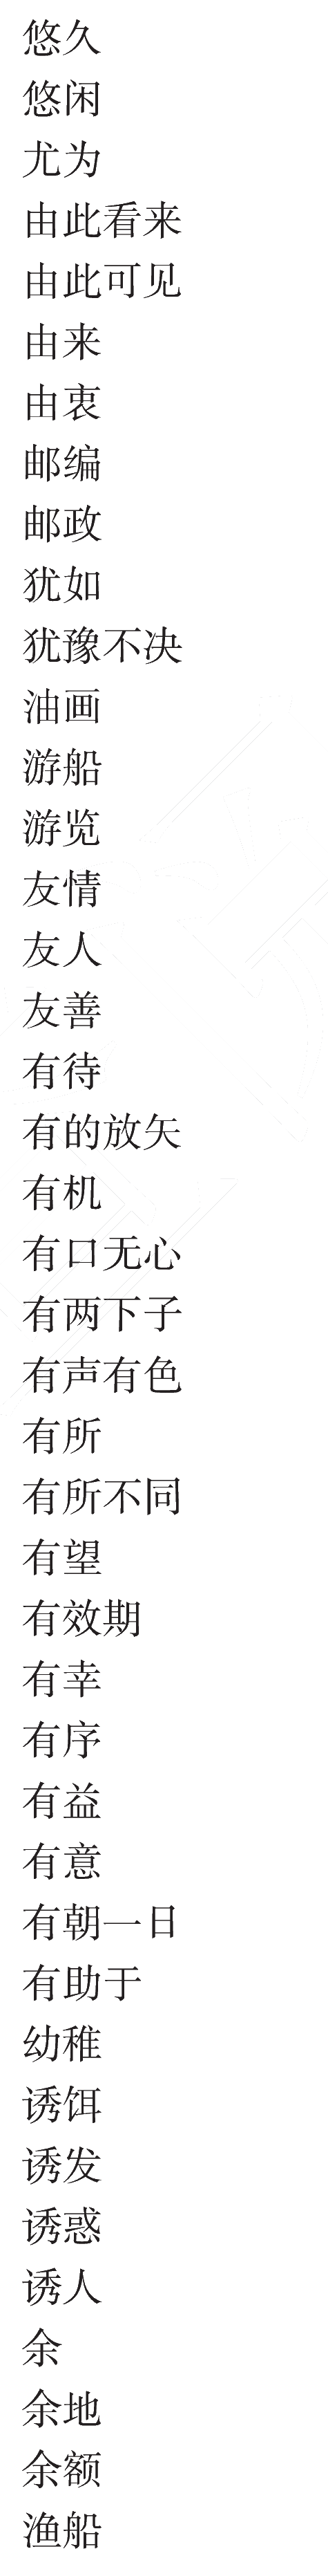 悠久
悠闲
尤为
由此看来
由此可见
由来
由衷
邮编
邮政
犹如
犹豫不决
油画
游船
游览
友情
友人
友善
有待
有的放矢
有机
有口无心
有两下子
有声有色
有所
有所不同
有望
有效期
有幸
有序
有益
有意
有朝一日
有助于
幼稚
诱饵
诱发
诱惑
诱人
余
余地
余额
渔船